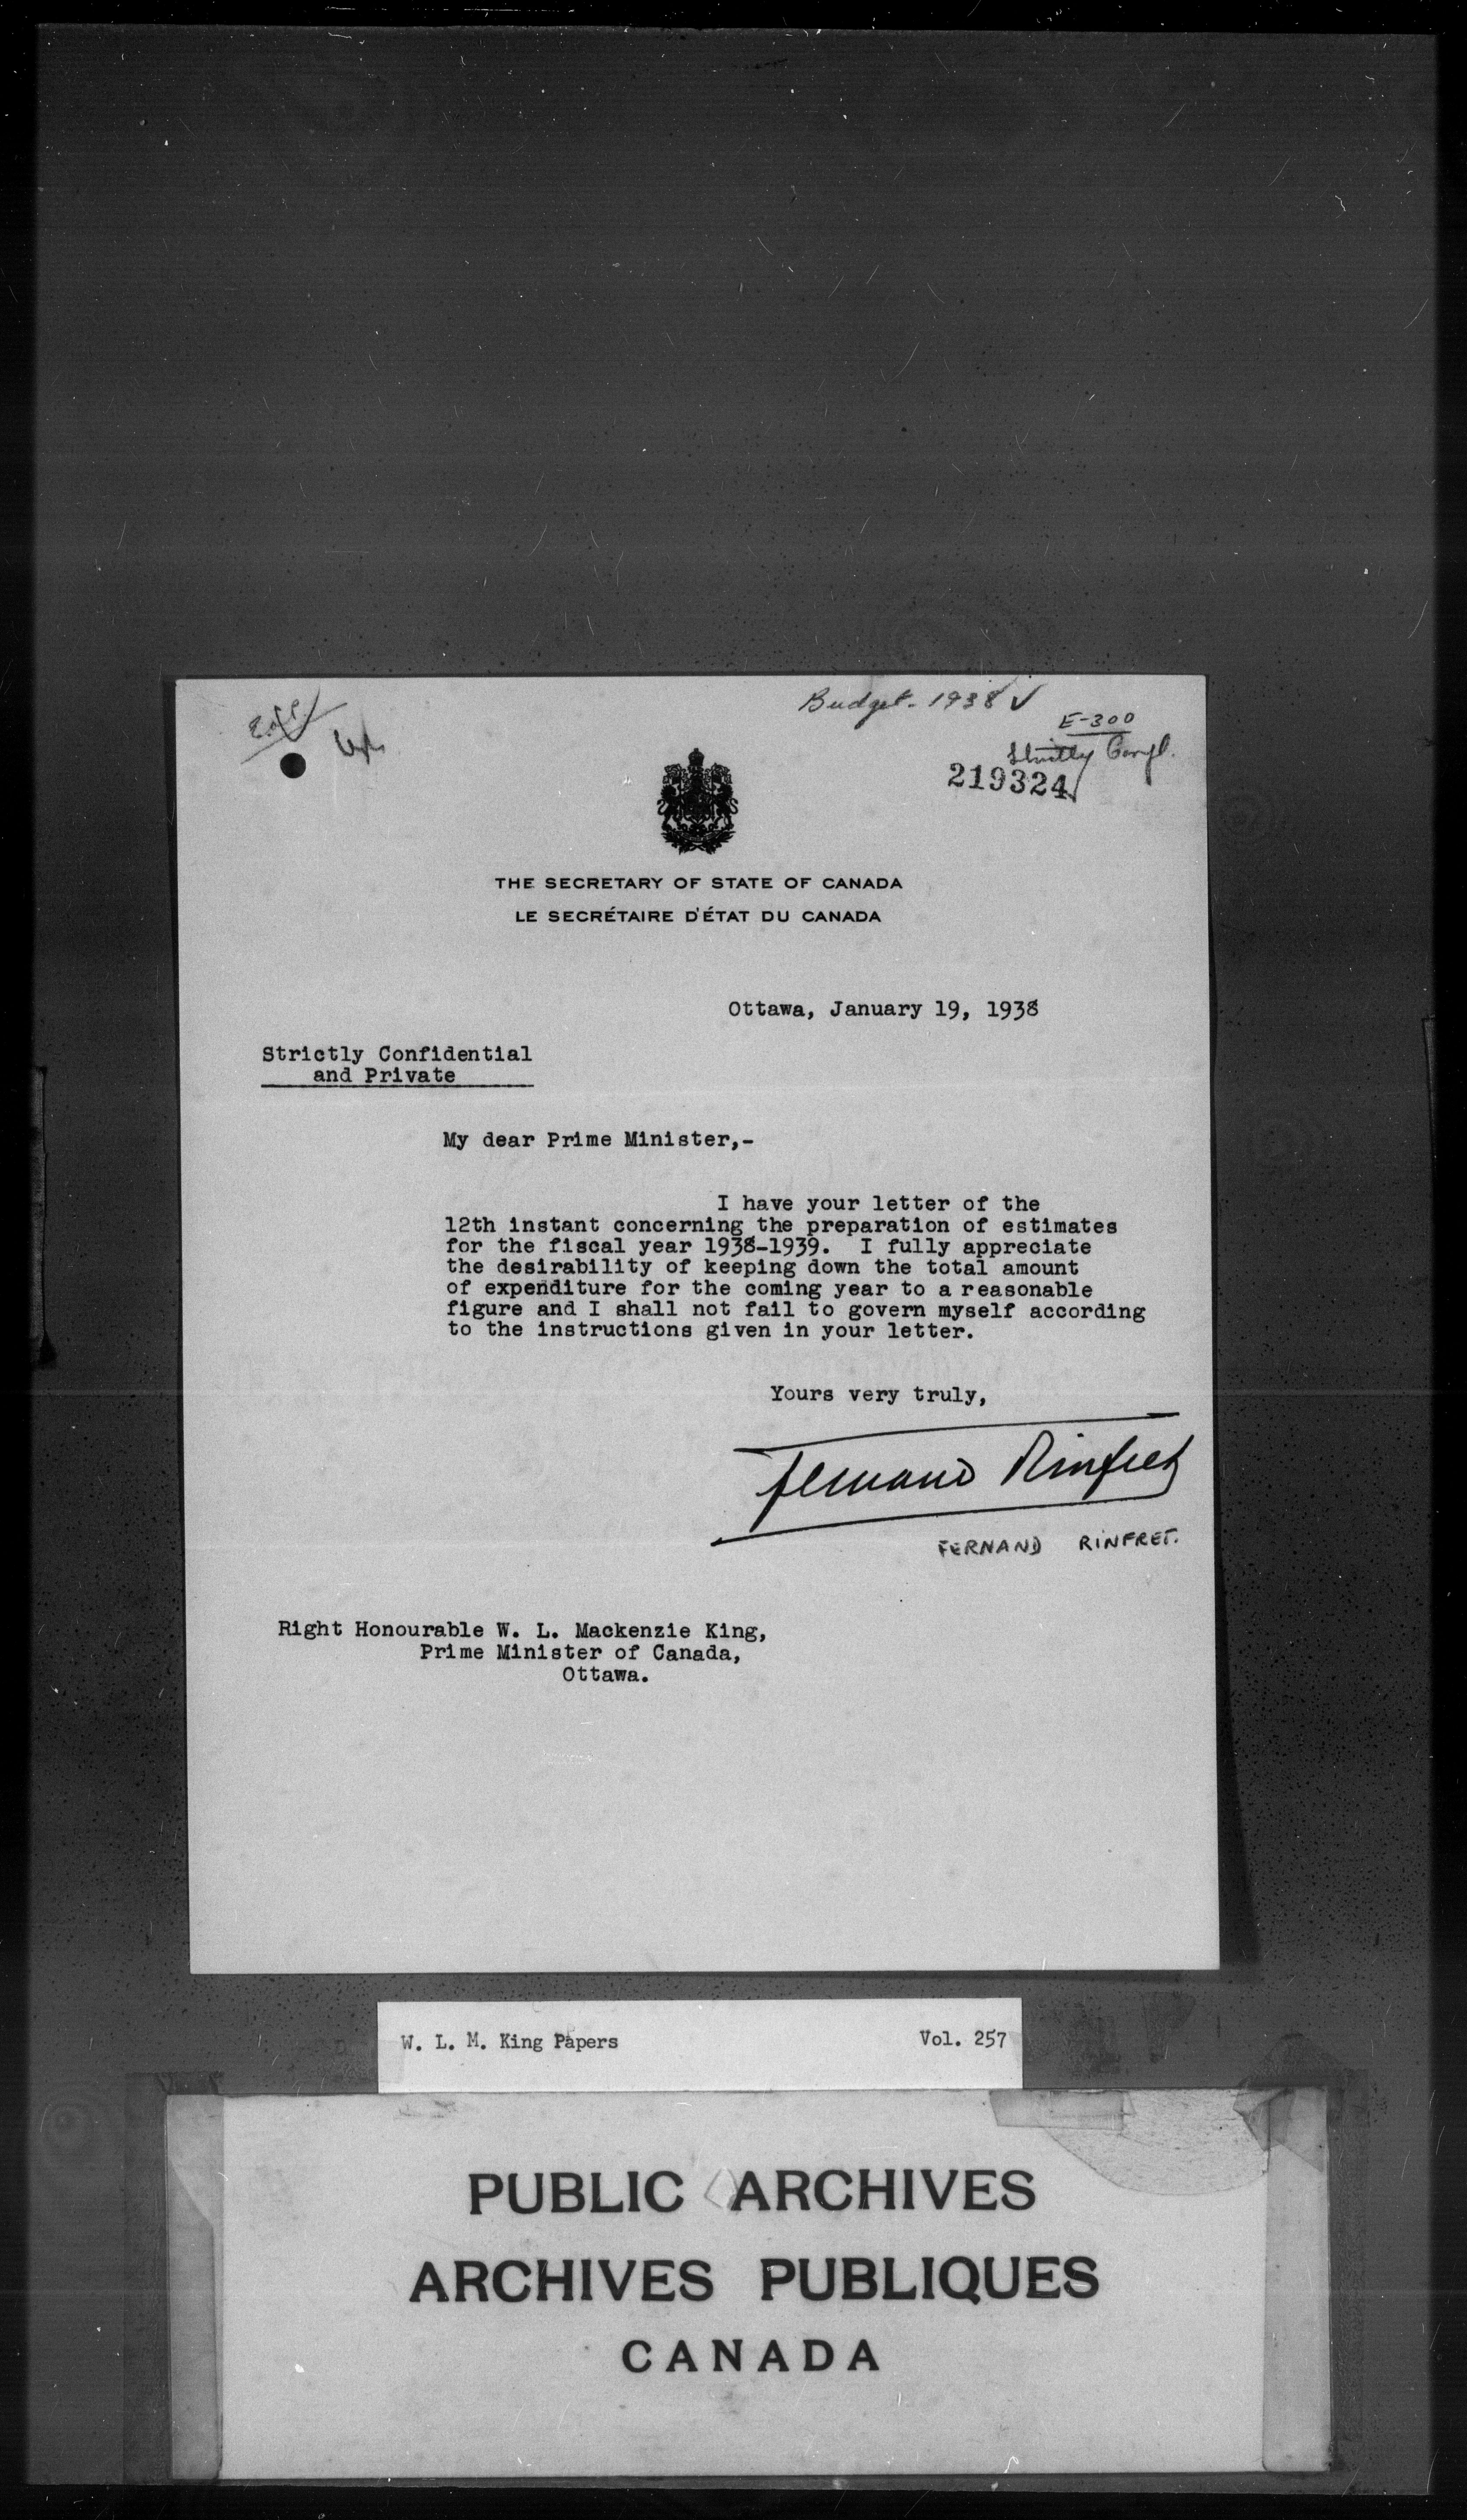 Budget. 1938 ✓
E-300
Strictly Conf'l.
219324
THE SECRETARY OF STATE OF CANADA
LE SECRÉTAIRE D'ÉTAT DU CANADA
Ottawa, January 19, 1938
Strictly Confidential
and Private
My dear Prime Minister,-
I have your letter of the
12th instant concerning the preparation of estimates
for the fiscal year 1938-1939. I fully appreciate
the desirability of keeping down the total amount
of expenditure for the coming year to a reasonable
figure and I shall not fail to govern myself according
to the instructions given in your letter.
Yours very truly,
Fernand Rinfret
FERNAND RINFRET.
Right Honourable W. L. Mackenzie King,
Prime Minister of Canada,
Ottawa.
W. L. M. King Papers Vol. 257
PUBLIC ARCHIVES
ARCHIVES PUBLIQUES
CANADA